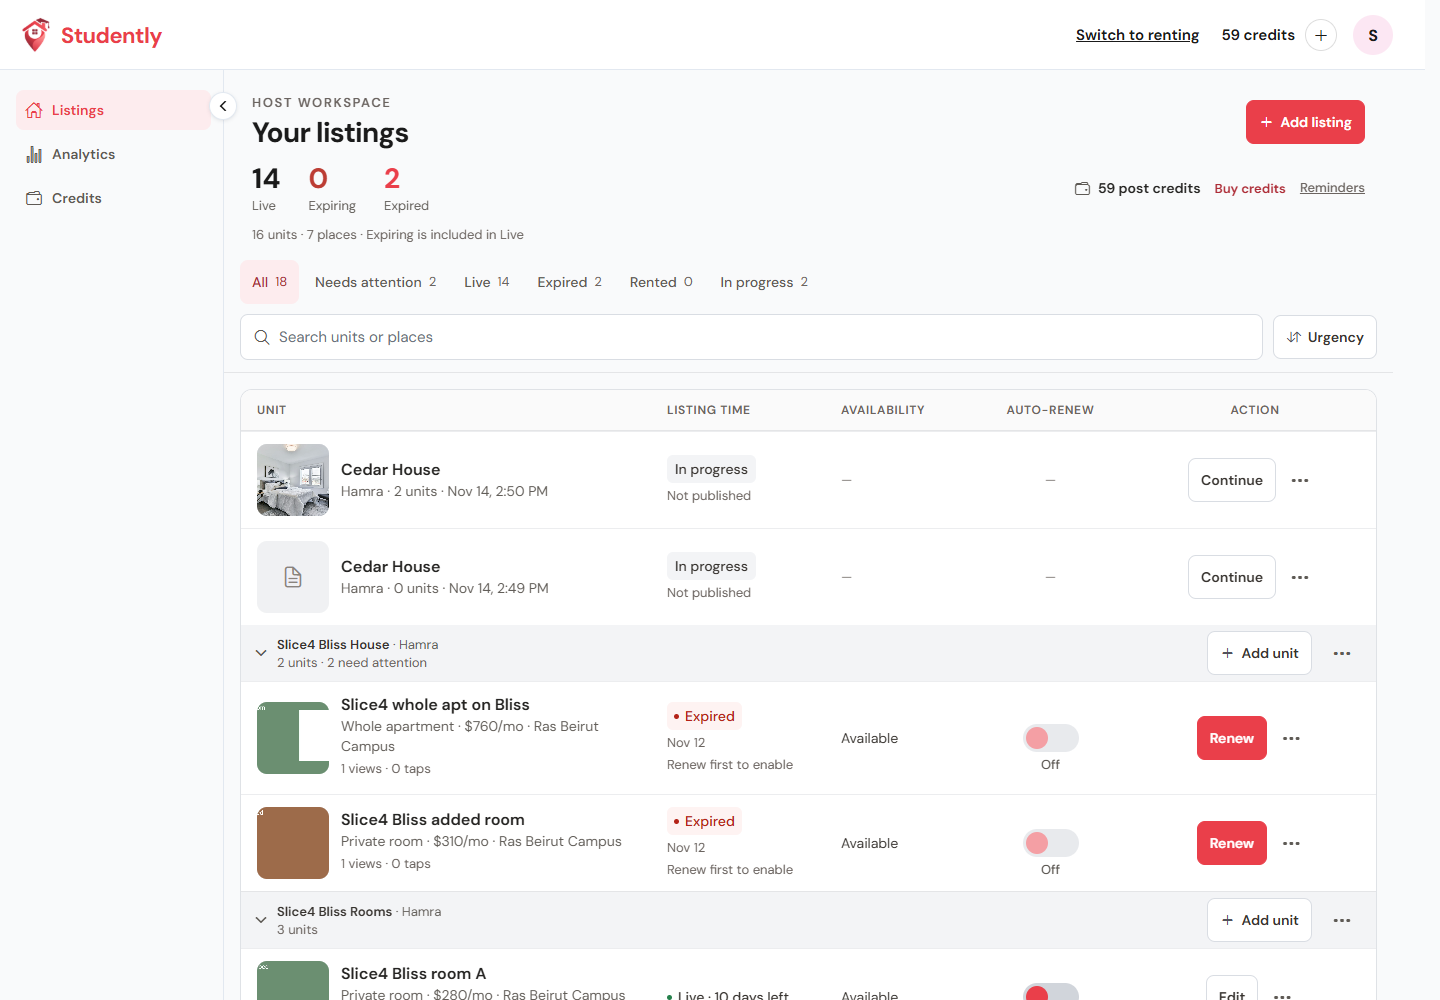 Studently
Switch to renting
59 credits
S
Listings
Analytics
Credits
HOST WORKSPACE
Your listings
Add listing
14
Live
0
Expiring
2
Expired
59 post credits
Buy credits
Reminders
16 units · 7 places · Expiring is included in Live
All 18
Needs attention 2
Live 14
Expired 2
Rented 0
In progress 2
Search units or places
Urgency
UNIT
LISTING TIME
AVAILABILITY
AUTO-RENEW
ACTION
Cedar House
Hamra · 2 units · Nov 14, 2:50 PM
In progress
Not published
—
—
Continue
Cedar House
Hamra · 0 units · Nov 14, 2:49 PM
In progress
Not published
—
—
Continue
Slice4 Bliss House · Hamra
2 units · 2 need attention
Add unit
Slice4 whole apt on Bliss
Whole apartment · $760/mo · Ras Beirut
Campus
1 views · 0 taps
Expired
Nov 12
Renew first to enable
Available
Off
Renew
Slice4 Bliss added room
Private room · $310/mo · Ras Beirut Campus
1 views · 0 taps
Expired
Nov 12
Renew first to enable
Available
Off
Renew
Slice4 Bliss Rooms · Hamra
3 units
Add unit
Slice4 Bliss room A
Private room · $280/mo · Ras Beirut Campus
Live · 10 days left
Available
Edit